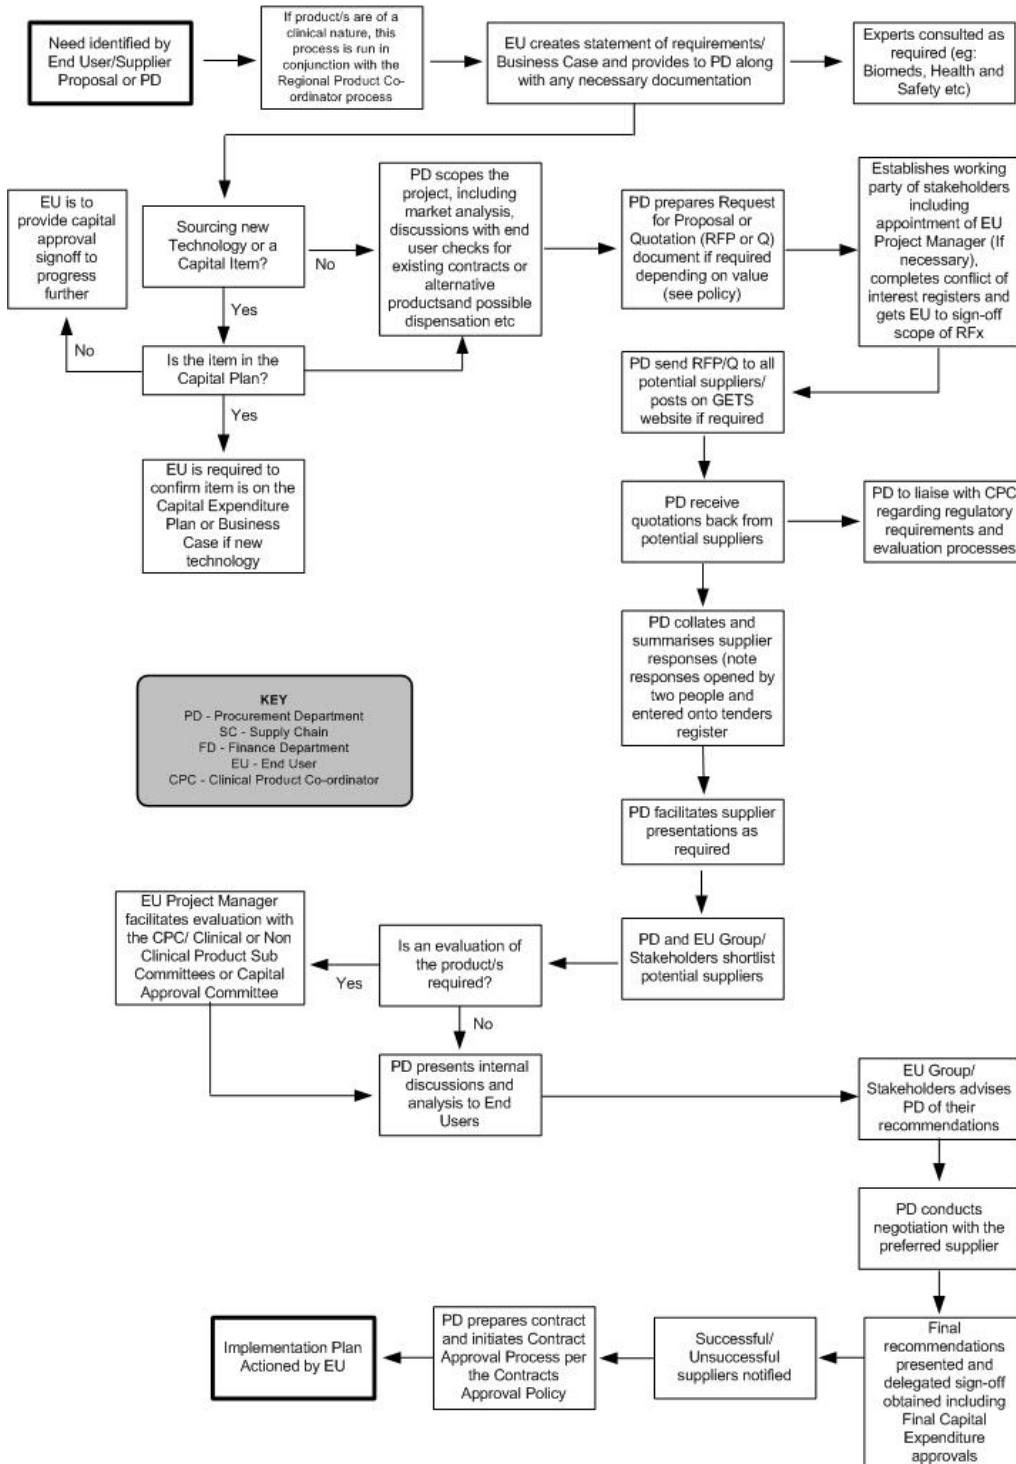 Need identified by
End User/Supplier
Proposal or PD
If product/s are of a
clinical nature, this
process is run in
conjunction with the
Regional Product Co-
ordinator process
EU creates statement of requirements/
Business Case and provides to PD along
with any necessary documentation
Experts consulted as
required (eg:
Biomeds, Health and
Safety etc)
EU is to
provide capital
approval
signoff to
progress
further
Sourcing new
Technology or a
Capital Item?
No
PD scopes the
project, including
market analysis,
discussions with end
user checks for
existing contracts or
alternative
productsand possible
dispensation etc
PD prepares Request
for Proposal or
Quotation (RFP or Q)
document if required
depending on value
(see policy)
Establishes working
party of stakeholders
including
appointment of EU
Project Manager (If
necessary),
completes conflict of
interest registers and
gets EU to sign-off
scope of RFx
Yes
No
Is the item in the
Capital Plan?
Yes
EU is required to
confirm item is on the
Capital Expenditure
Plan or Business
Case if new
technology
PD send RFP/Q to all
potential suppliers/
posts on GETS
website if required
PD receive
quotations back from
potential suppliers
PD to liaise with CPC
regarding regulatory
requirements and
evaluation processes
PD collates and
summarises supplier
responses (note
responses opened by
two people and
entered onto tenders
register
KEY
PD - Procurement Department
SC - Supply Chain
FD - Finance Department
EU - End User
CPC - Clinical Product Co-ordinator
PD facilitates supplier
presentations as
required
EU Project Manager
facilitates evaluation with
the CPC/ Clinical or Non
Clinical Product Sub
Committees or Capital
Approval Committee
Yes
Is an evaluation of
the product/s
required?
PD and EU Group/
Stakeholders shortlist
potential suppliers
No
PD presents internal
discussions and
analysis to End
Users
EU Group/
Stakeholders advises
PD of their
recommendations
PD conducts
negotiation with the
preferred supplier
Implementation Plan
Actioned by EU
PD prepares contract
and initiates Contract
Approval Process per
the Contracts
Approval Policy
Successful/
Unsuccessful
suppliers notified
Final
recommendations
presented and
delegated sign-off
obtained including
Final Capital
Expenditure
approvals